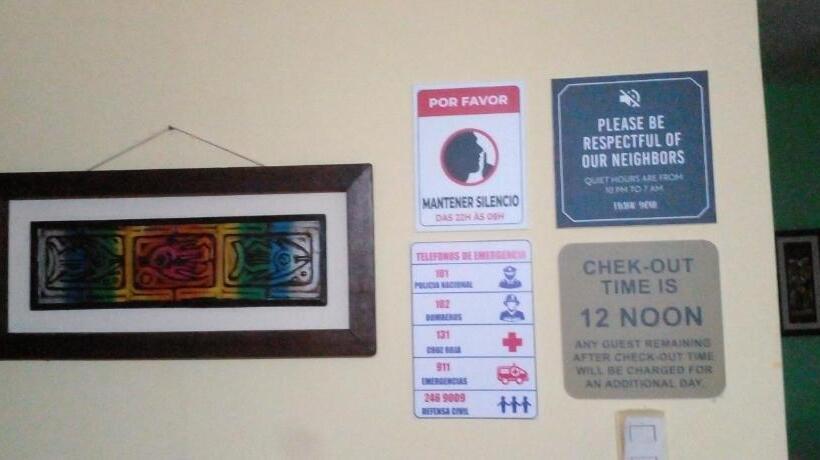 POR FAVOR
MANTENER SILENCIO
DAS 22H ÀS 08H
PLEASE BE
RESPECTFUL OF
OUR NEIGHBORS
QUIET HOURS ARE FROM
10 PM TO 7 AM
TELEFONOS DE EMERGENCIA
101
POLICIA NACIONAL
102
BOMBEROS
131
CRUZ ROJA
911
EMERGENCIAS
246 9009
DEFENSA CIVIL
CHEK-OUT
TIME IS
12 NOON
ANY GUEST REMAINING
AFTER CHECK-OUT TIME
WILL BE CHARGED FOR
AN ADDITIONAL DAY.